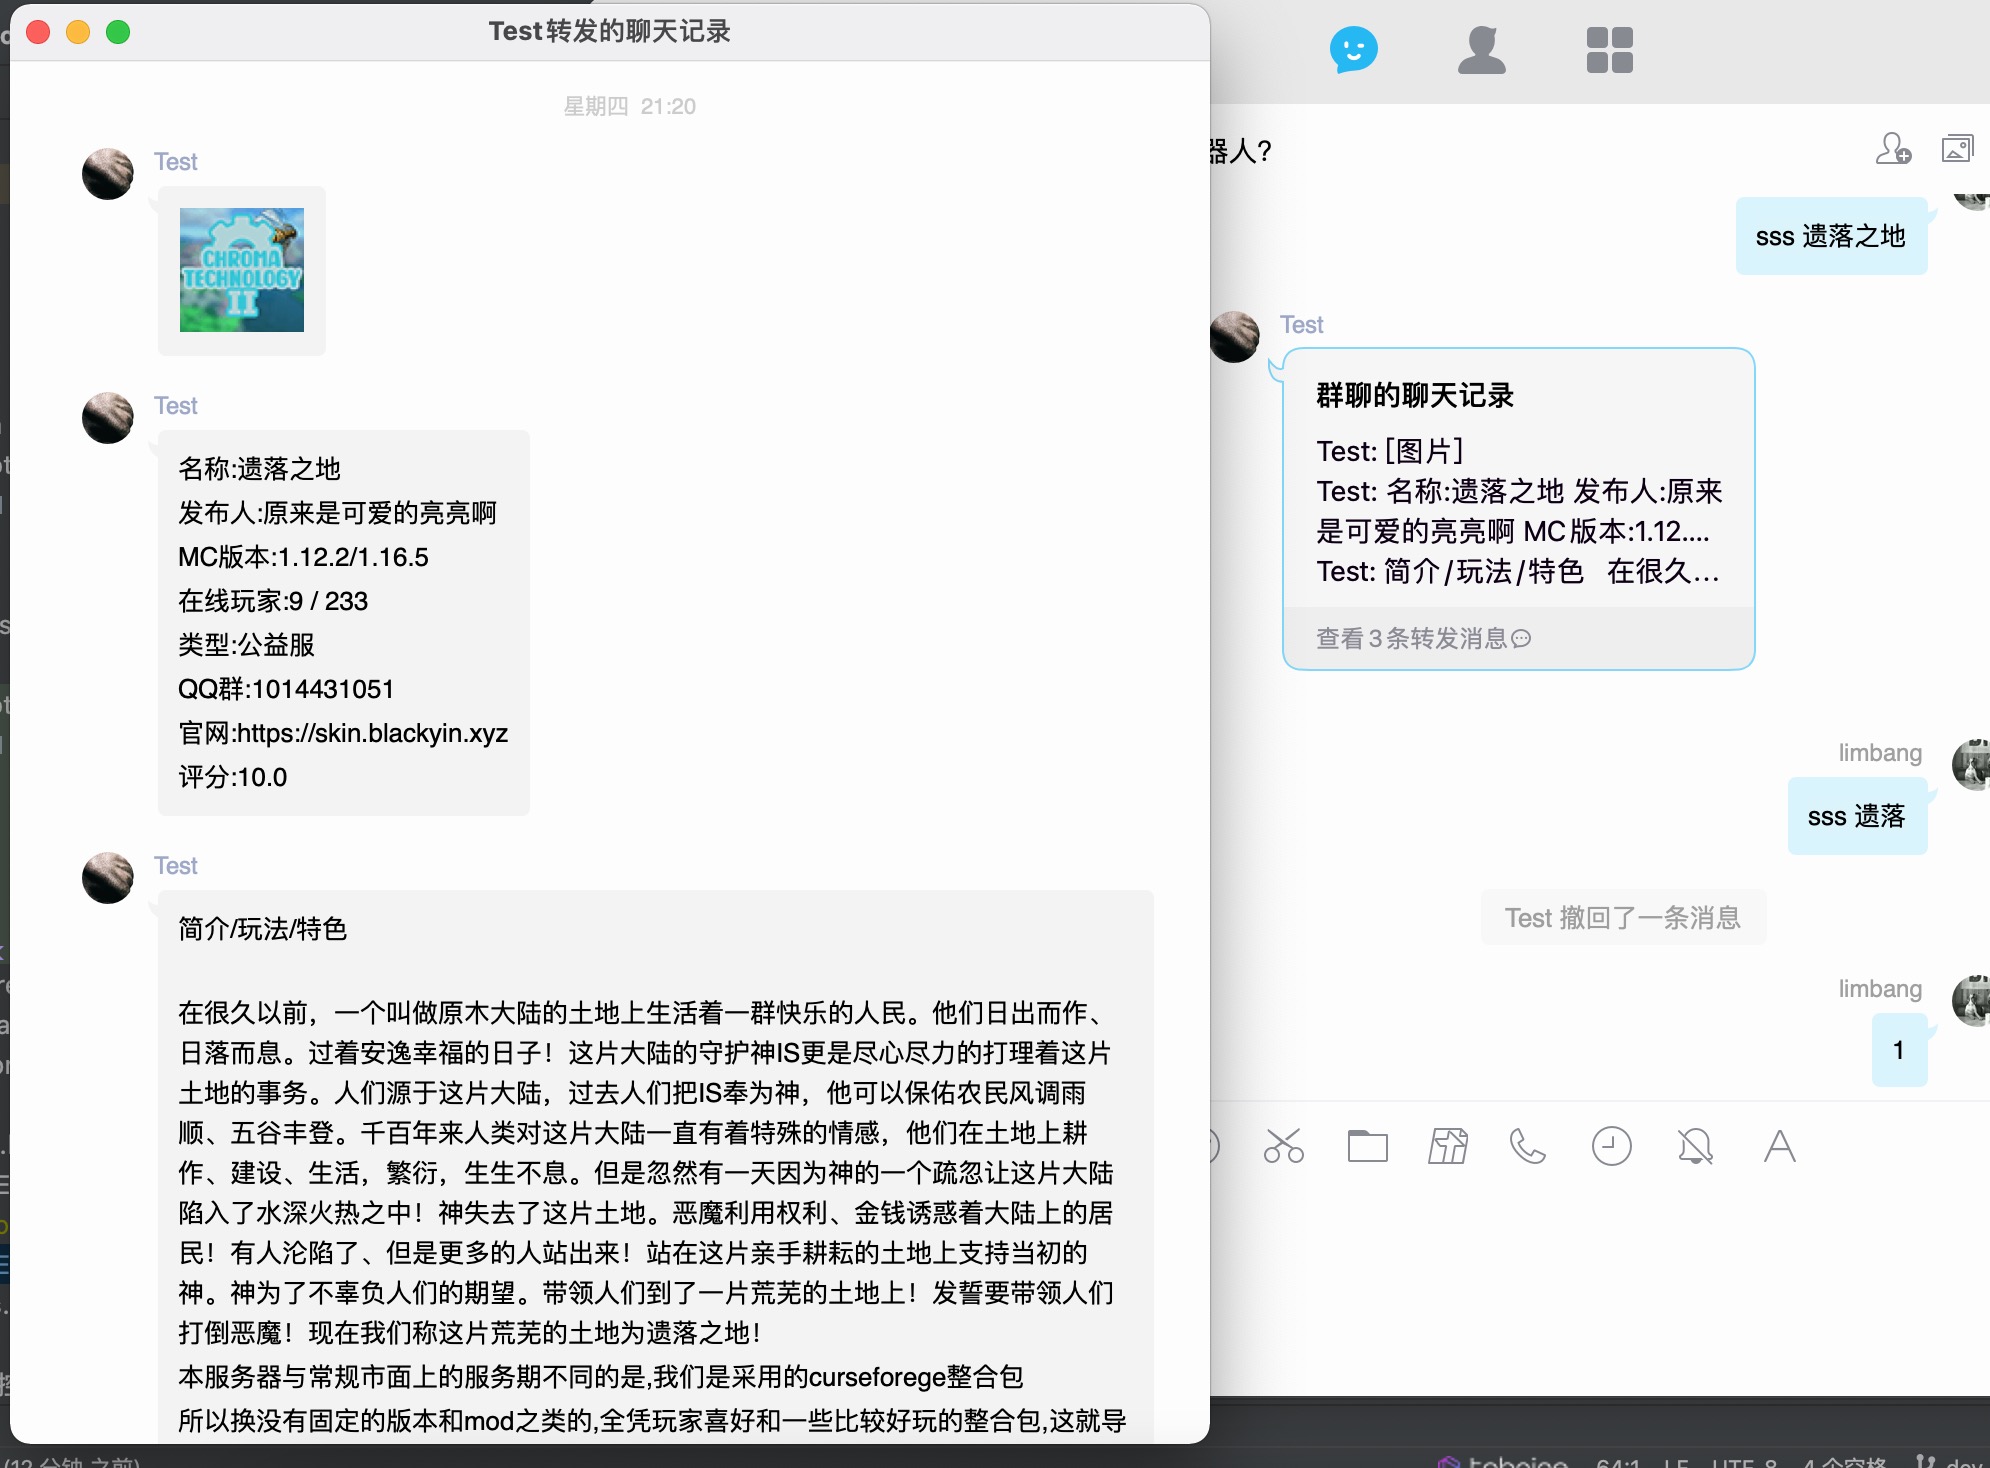 Test转发的聊天记录
星期四 21:20
Test
CHROMA
TECHNOLOGY
II
Test
名称:遗落之地
发布人:原来是可爱的亮亮啊
MC版本:1.12.2/1.16.5
在线玩家:9 / 233
类型:公益服
QQ群:1014431051
官网:https://skin.blackyin.xyz
评分:10.0
Test
简介/玩法/特色
在很久以前，一个叫做原木大陆的土地上生活着一群快乐的人民。他们日出而作、
日落而息。过着安逸幸福的日子！这片大陆的守护神IS更是尽心尽力的打理着这片
土地的事务。人们源于这片大陆，过去人们把IS奉为神，他可以保佑农民风调雨
顺、五谷丰登。千百年来人类对这片大陆一直有着特殊的情感，他们在土地上耕
作、建设、生活，繁衍，生生不息。但是忽然有一天因为神的一个疏忽让这片大陆
陷入了水深火热之中！神失去了这片土地。恶魔利用权利、金钱诱惑着大陆上的居
民！有人沦陷了、但是更多的人站出来！站在这片亲手耕耘的土地上支持当初的
神。神为了不辜负人们的期望。带领人们到了一片荒芜的土地上！发誓要带领人们
打倒恶魔！现在我们称这片荒芜的土地为遗落之地！
本服务器与常规市面上的服务期不同的是,我们是采用的curseforege整合包
所以换没有固定的版本和mod之类的,全凭玩家喜好和一些比较好玩的整合包,这就导
器人?
sss 遗落之地
Test
群聊的聊天记录
Test: [图片]
Test: 名称:遗落之地 发布人:原来
是可爱的亮亮啊 MC版本:1.12....
Test: 简介/玩法/特色 在很久...
查看3条转发消息
limbang
sss 遗落
Test 撤回了一条消息
limbang
1
(12 分钟 之前)
64:1 LF UTF-8 4 个空格 dev